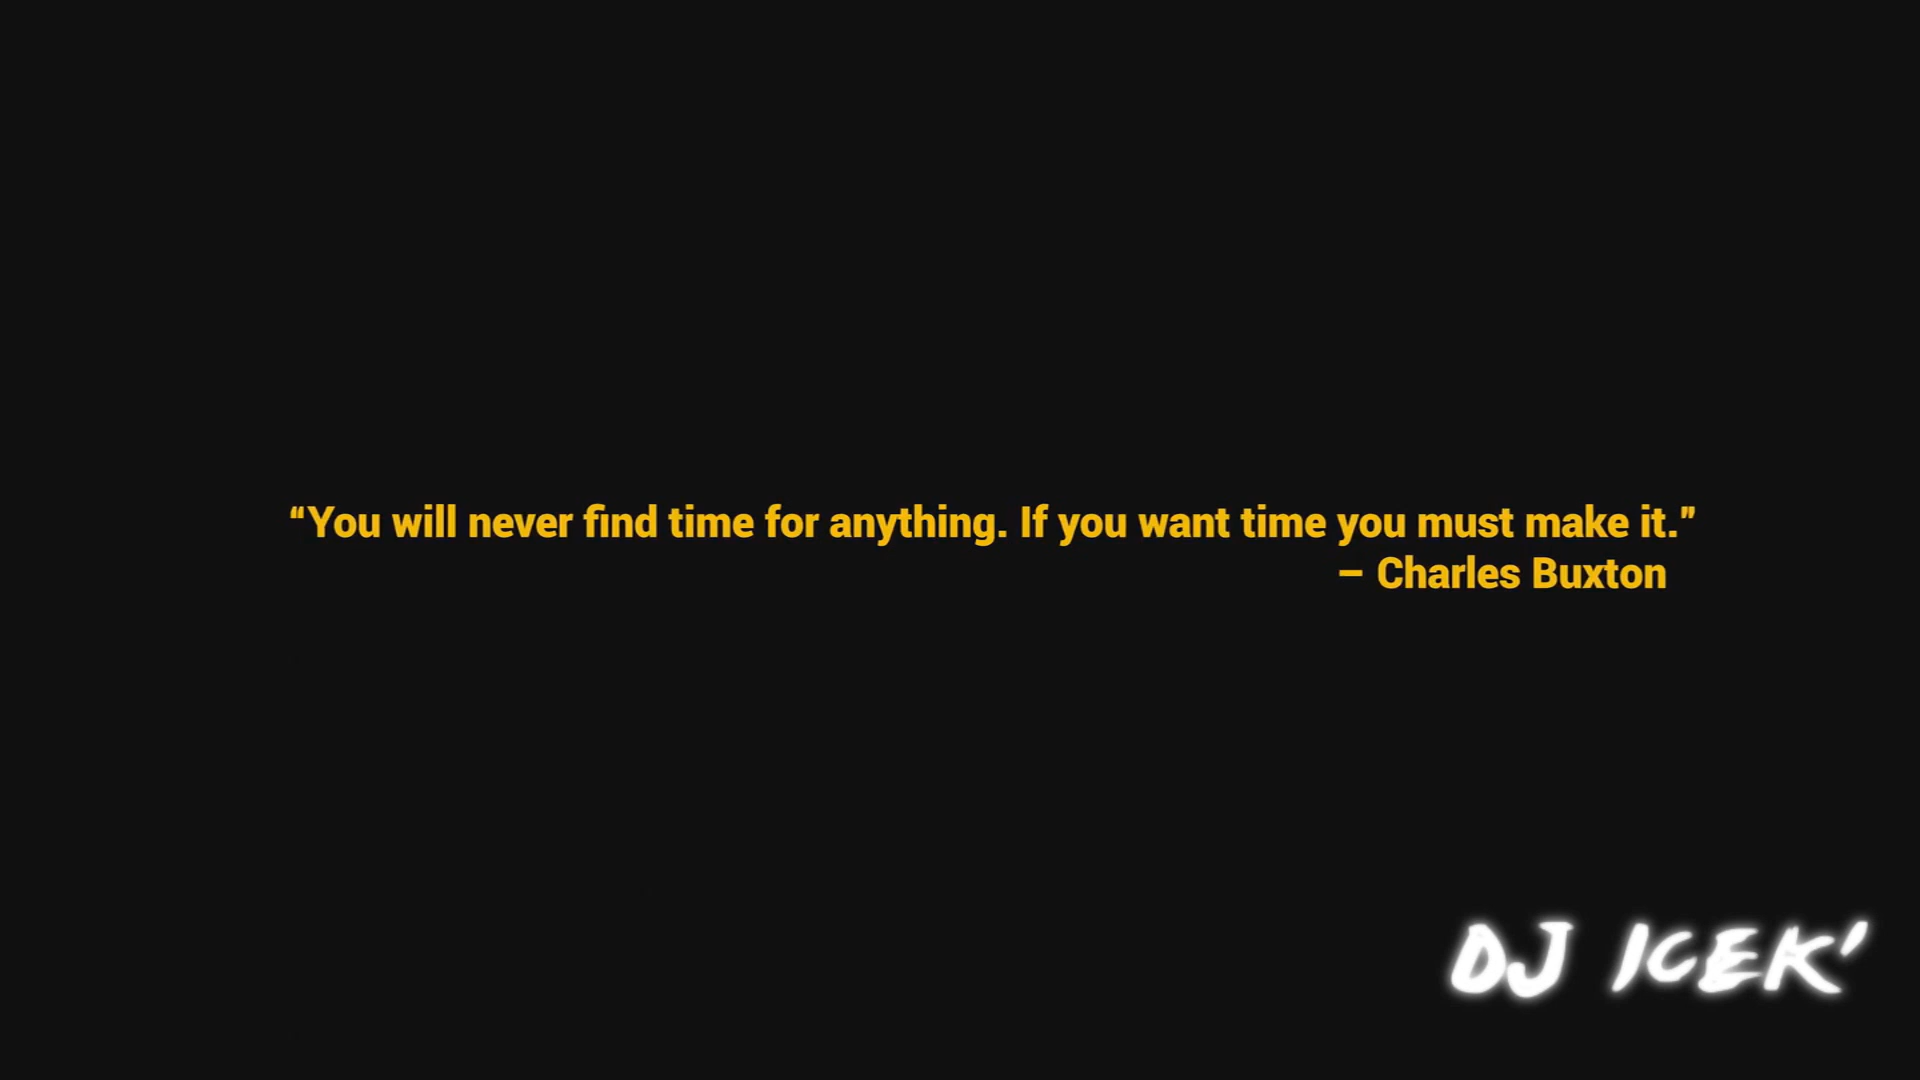 “You will never find time for anything. If you want time you must make it.”
– Charles Buxton
DJ ICEK'